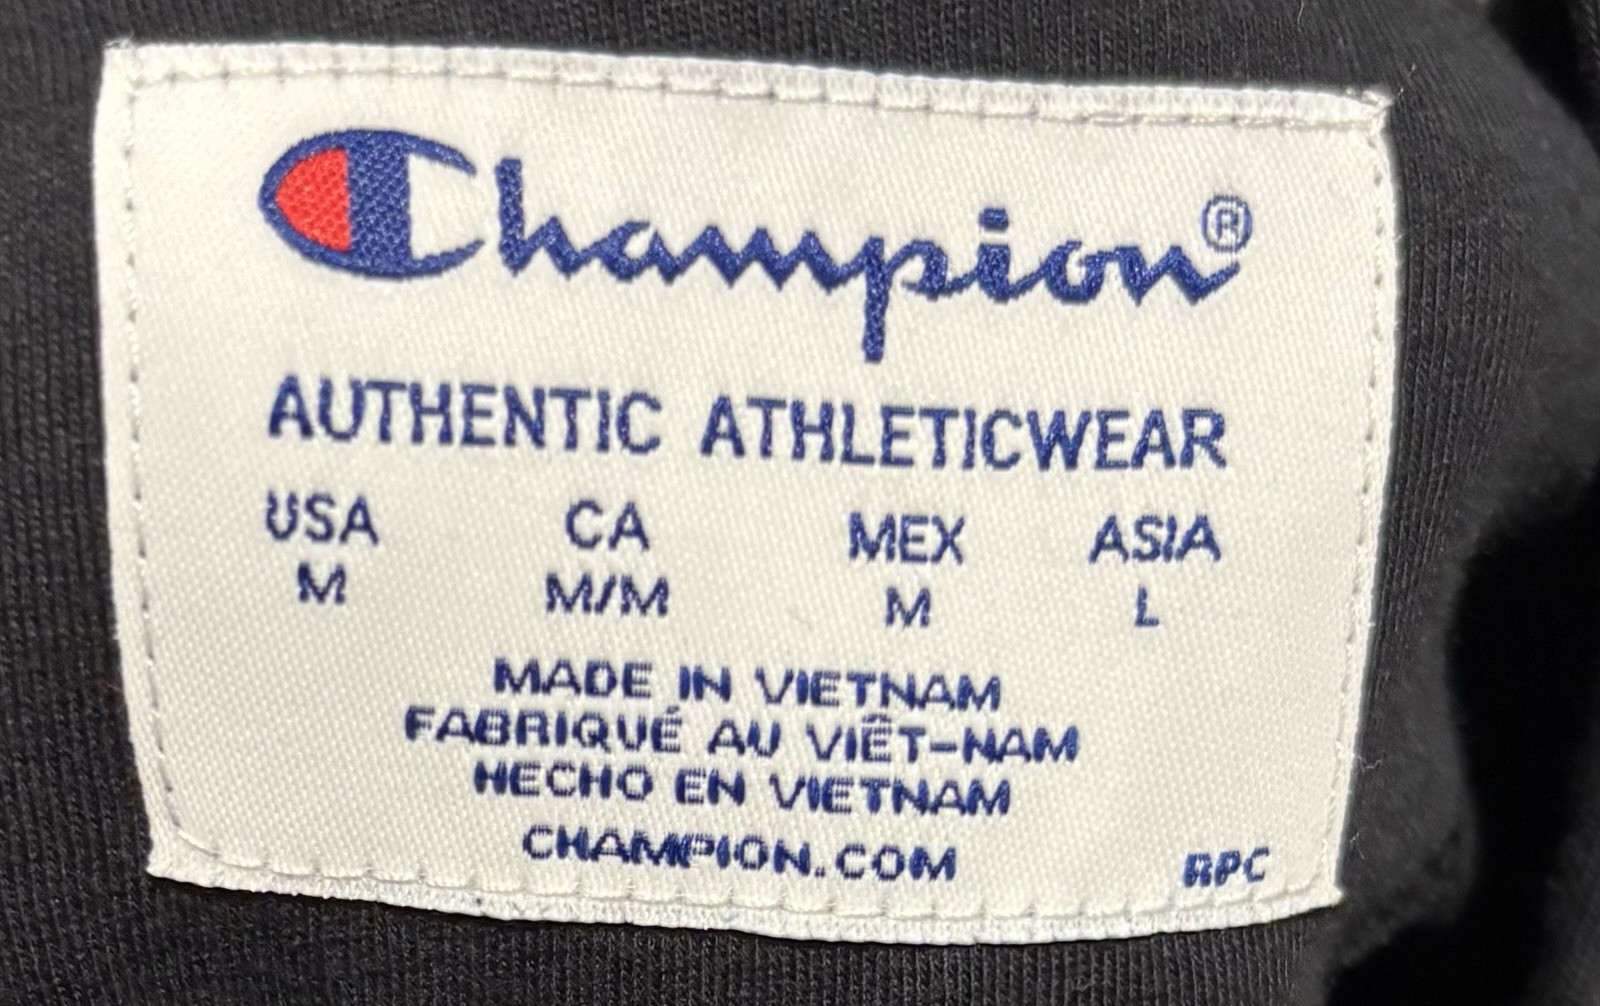 Champion®
AUTHENTIC ATHLETICWEAR
USA CA MEX ASIA
M M/M M L
MADE IN VIETNAM
FABRIQUÉ AU VIÊT-NAM
HECHO EN VIETNAM
CHAMPION.COM RPC